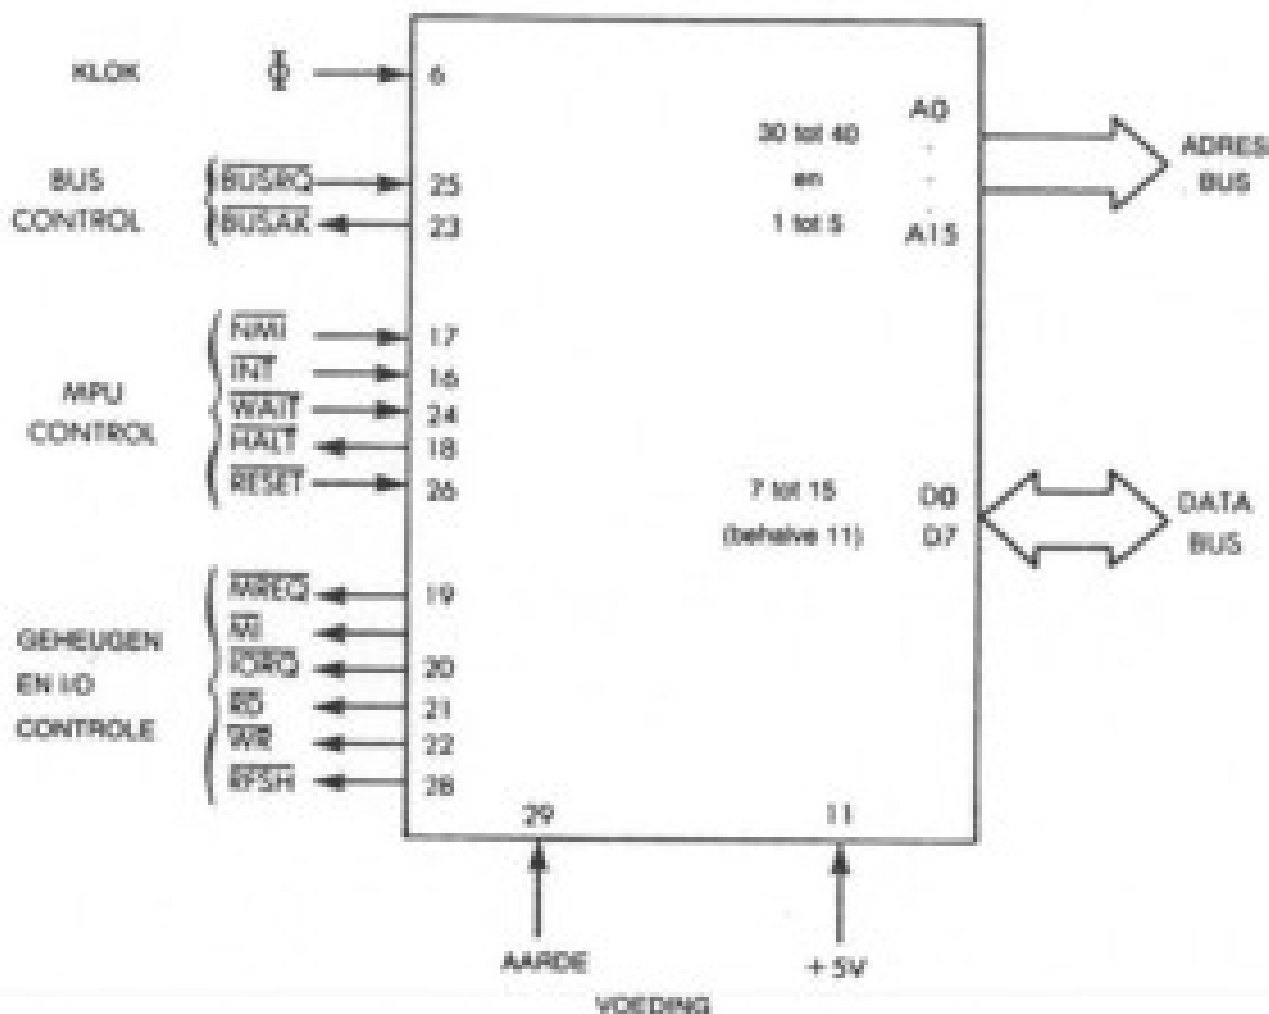 KLOK Φ 6
BUS CONTROL
BUSRQ 25
BUSAK 23
MPU CONTROL
NMI 17
INT 16
WAIT 24
HALT 18
RESET 26
GEHEUGEN
EN I/O
CONTROLE
MREQ 19
M1
IORQ 20
RD 21
WR 22
RFSH 28
30 tot 40
en
1 tot 5
A0
A15
ADRES
BUS
7 tot 15
(behalve 11)
D0
D7
DATA
BUS
29
11
AARDE
+ 5V
VOEDING